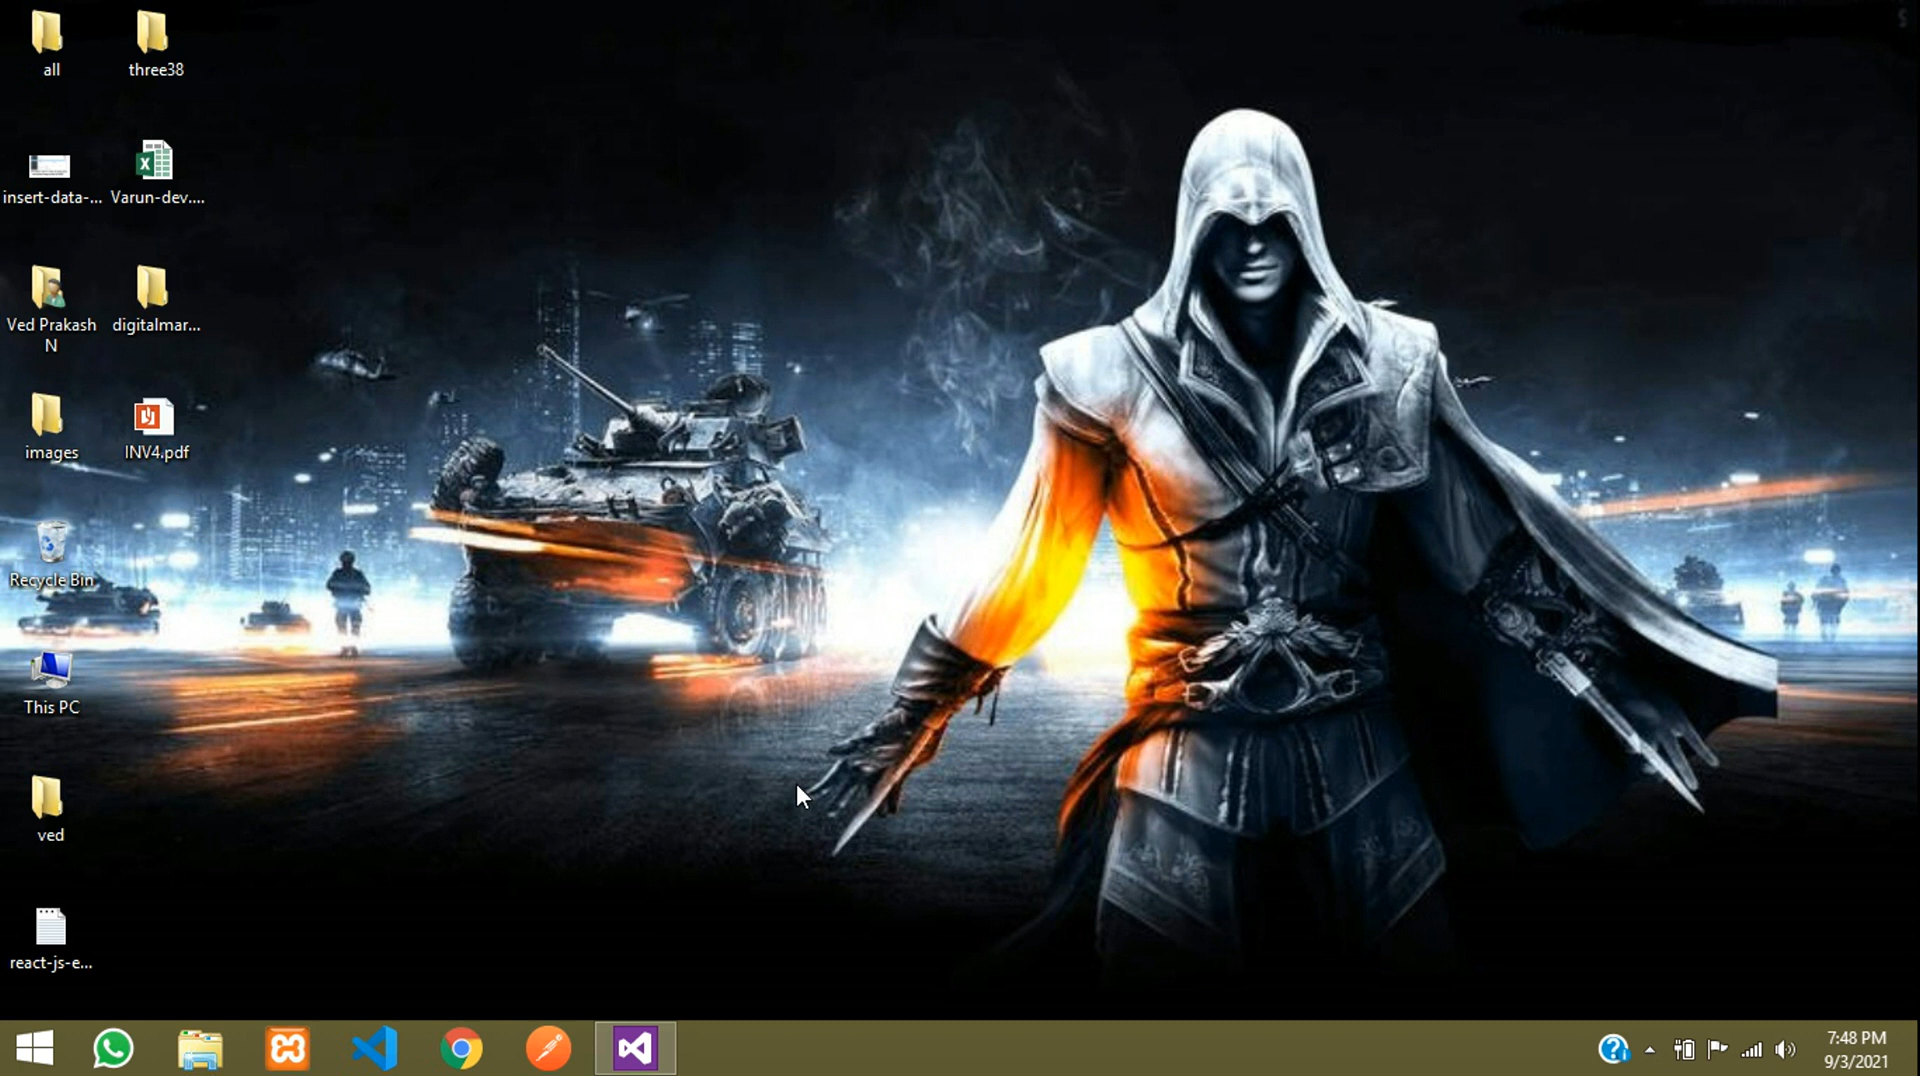 all
three38
insert-data-...
Varun-dev....
Ved Prakash
N
digitalmar...
images
INV4.pdf
Recycle Bin
This PC
ved
react-js-e...
7:48 PM
9/3/2021